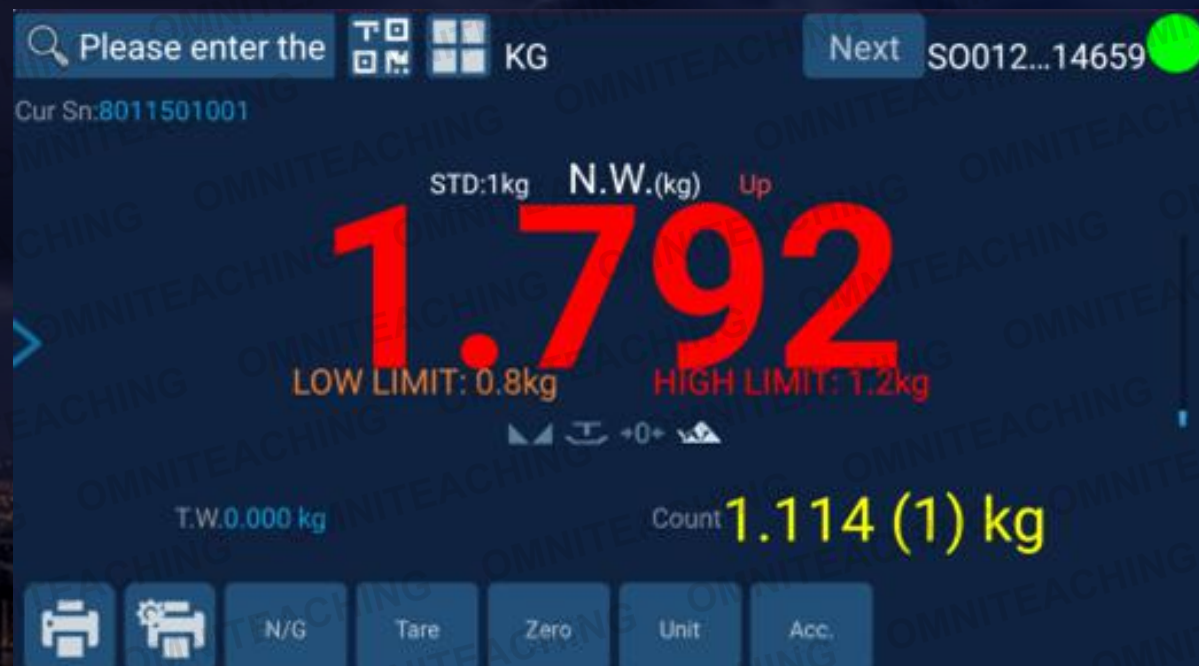 Please enter the
KG
Next
SO012...14659
Cur Sn:8011501001
STD:1kg N.W.(kg) Up
1.792
LOW LIMIT: 0.8kg HIGH LIMIT: 1.2kg
→0←
T.W.0.000 kg
Count 1.114 (1) kg
N/G
Tare
Zero
Unit
Acc.
OMNITEACHING